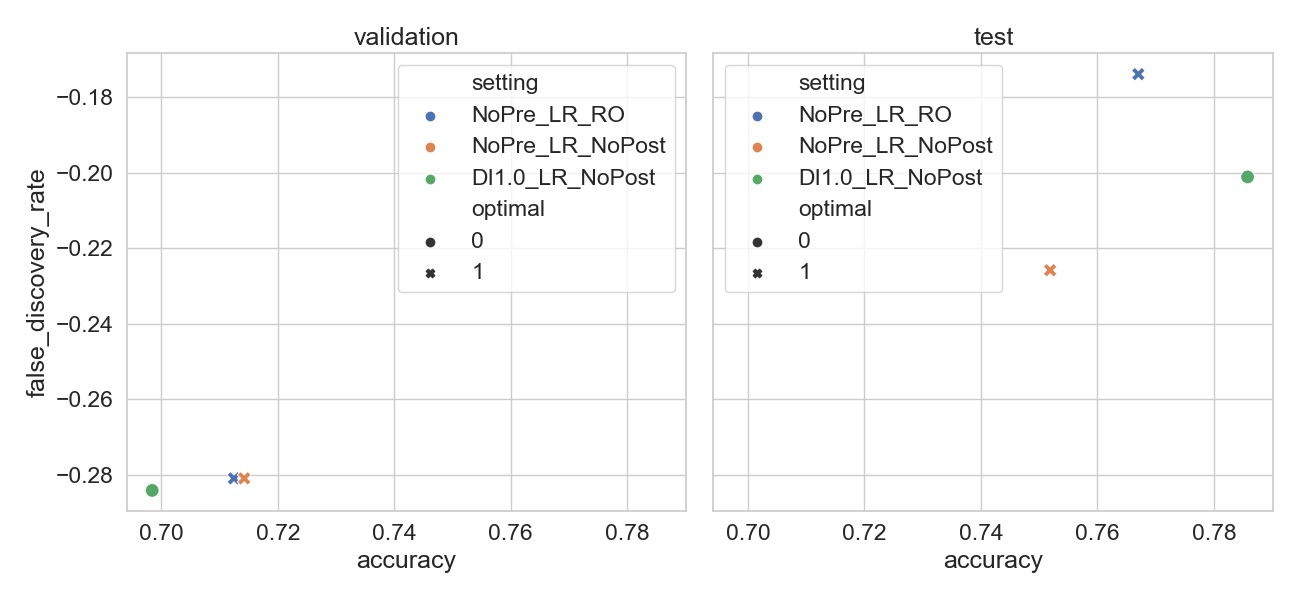 validation
test
false_discovery_rate
−0.18
−0.20
−0.22
−0.24
−0.26
−0.28
setting
NoPre_LR_RO
NoPre_LR_NoPost
DI1.0_LR_NoPost
optimal
0
1
setting
NoPre_LR_RO
NoPre_LR_NoPost
DI1.0_LR_NoPost
optimal
0
1
0.70 0.72 0.74 0.76 0.78
0.70 0.72 0.74 0.76 0.78
accuracy
accuracy